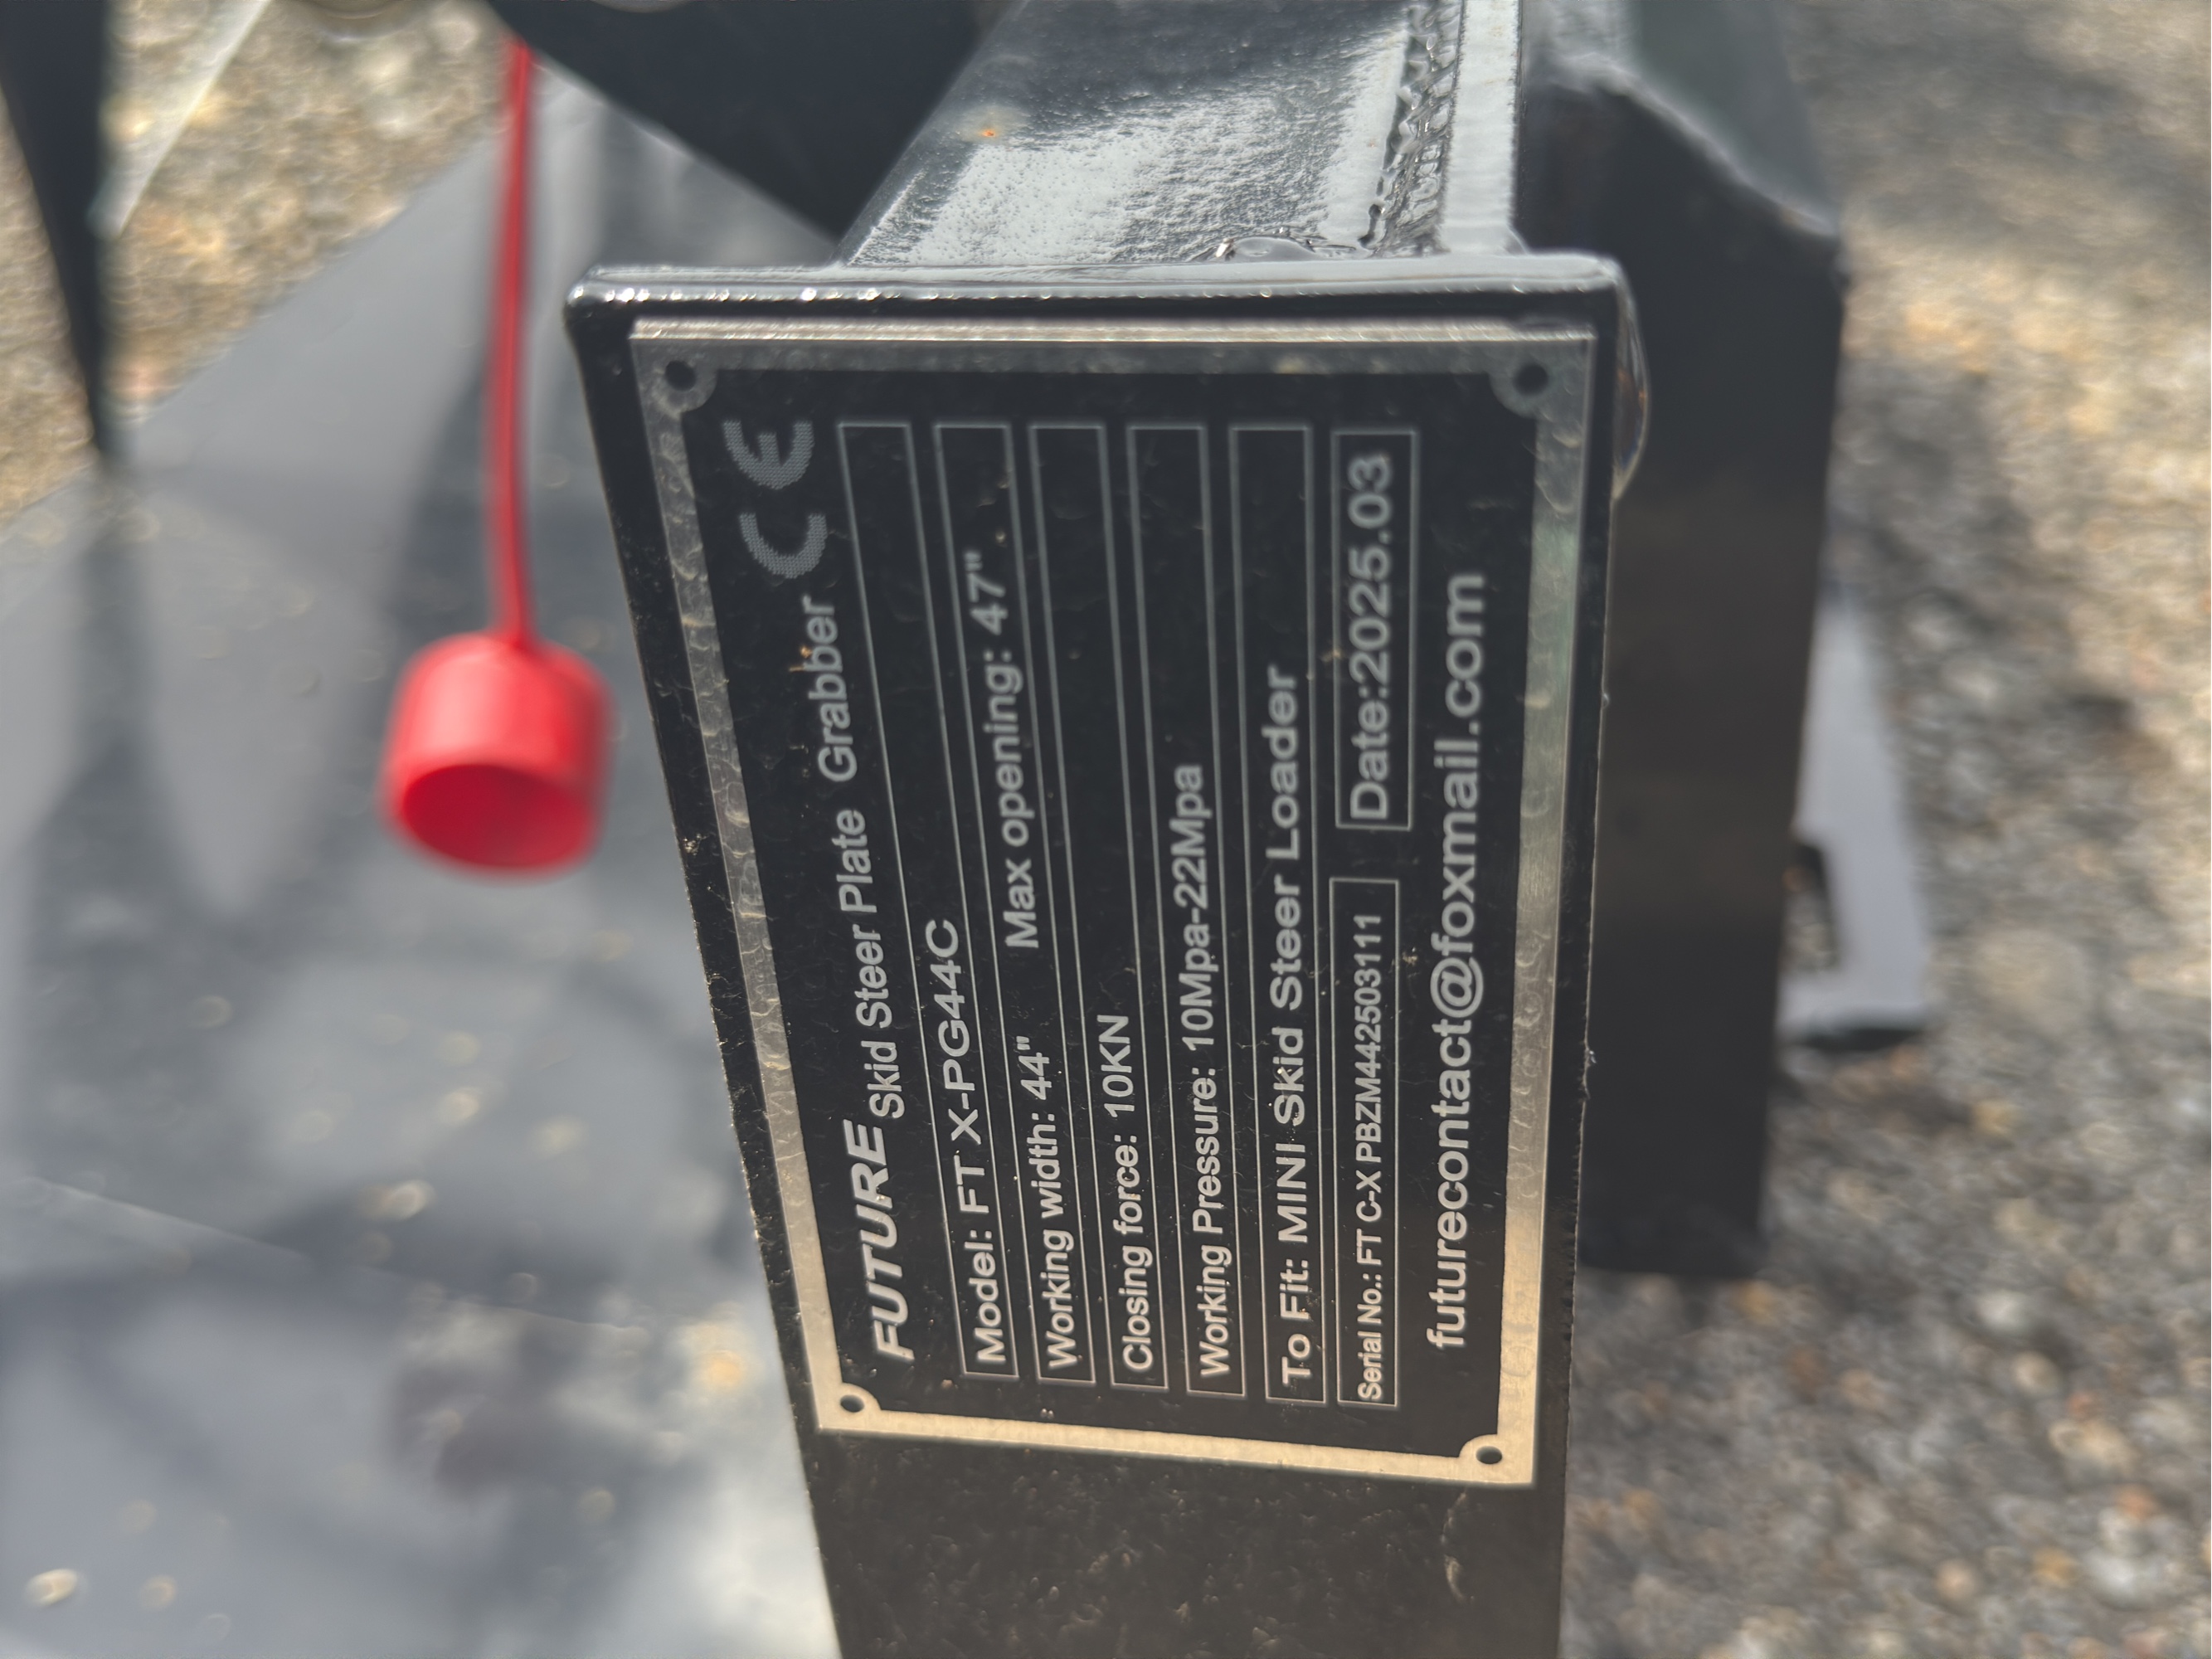 CE
FUTURE Skid Steer Plate Grabber
Model: FT X-PG44C
Working width: 44" Max opening: 47"
Closing force: 10KN
Working Pressure: 10Mpa-22Mpa
To Fit: MINI Skid Steer Loader
Serial No.: FT C-X PBZM442503111 Date:2025.03
futurecontact@foxmail.com